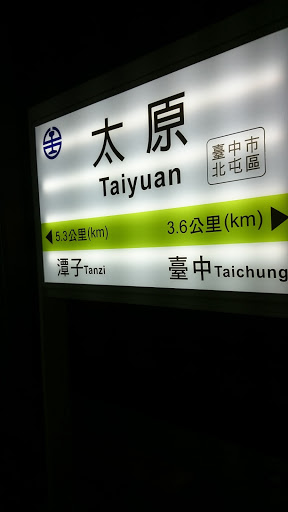 太原
臺中市
北屯區
Taiyuan
5.3公里(km)
3.6公里(km)
潭子Tanzi
臺中Taichung